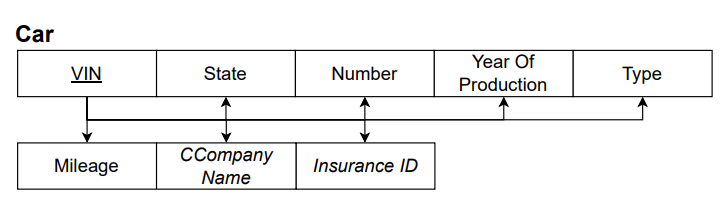 Car
VIN State Number Year Of Production Type
Mileage CCompany Name Insurance ID